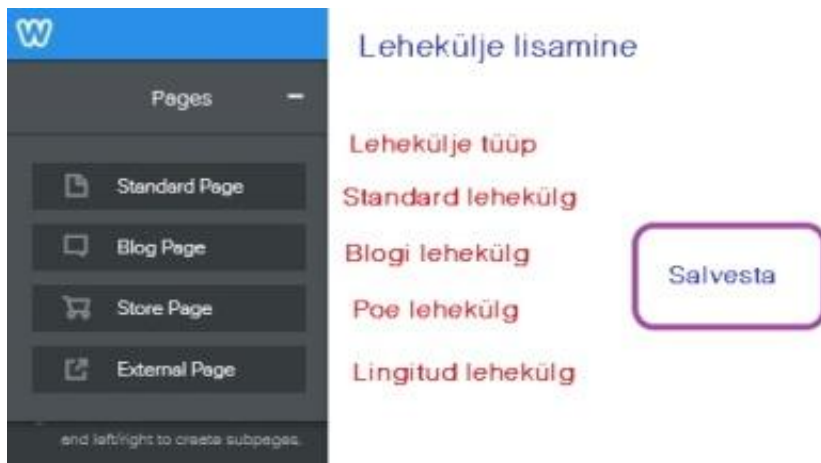 Lehekülje lisamine
Pages
Lehekülje tüüp
Standard Page
Standard lehekülg
Blog Page
Blogi lehekülg
Salvesta
Store Page
Poe lehekülg
External Page
Lingitud lehekülg
and left/right to create subpages.